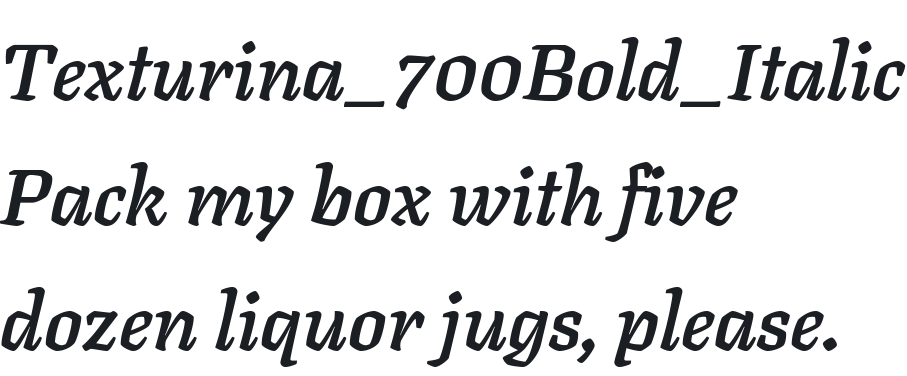 Texturina_700Bold_Italic
Pack my box with five
dozen liquor jugs, please.